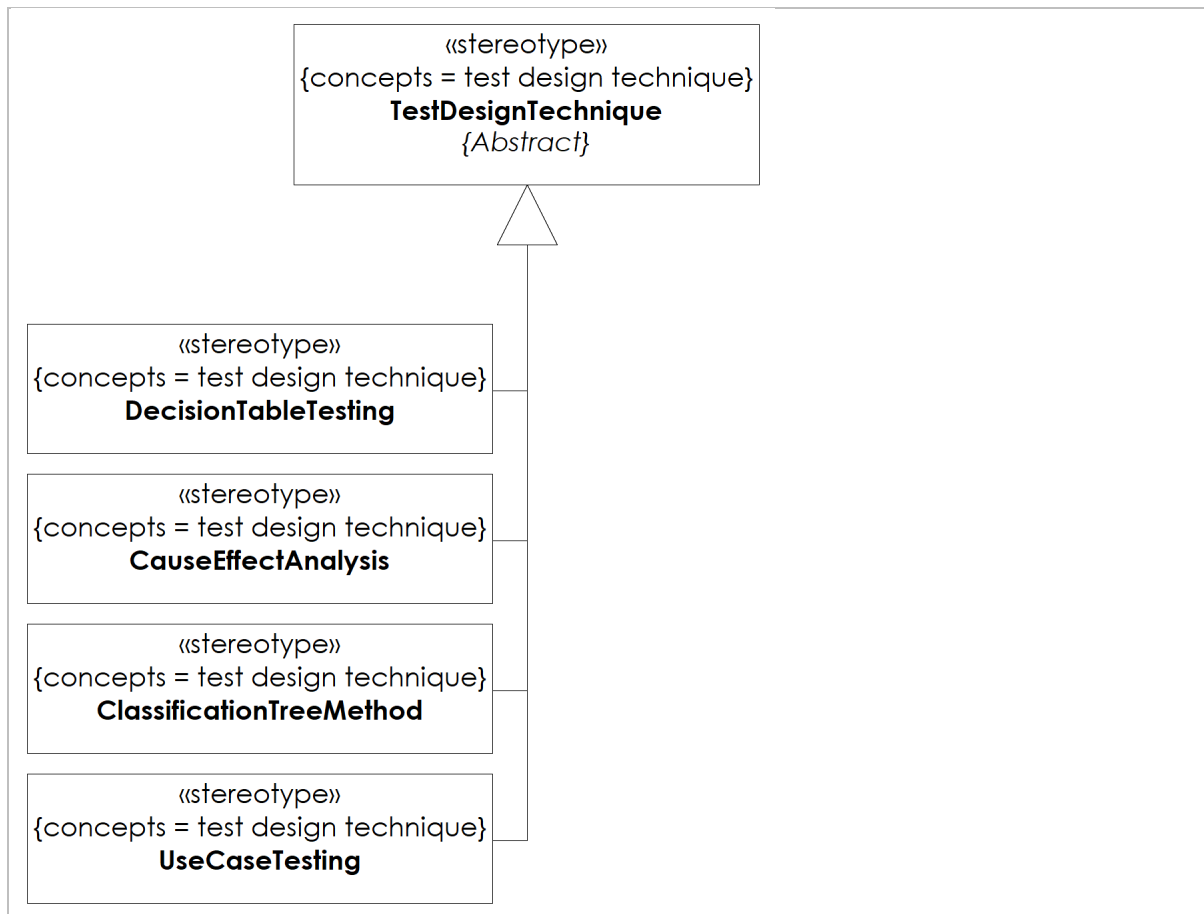 «stereotype»
{concepts = test design technique}
TestDesignTechnique
{Abstract}
«stereotype»
{concepts = test design technique}
DecisionTableTesting
«stereotype»
{concepts = test design technique}
CauseEffectAnalysis
«stereotype»
{concepts = test design technique}
ClassificationTreeMethod
«stereotype»
{concepts = test design technique}
UseCaseTesting